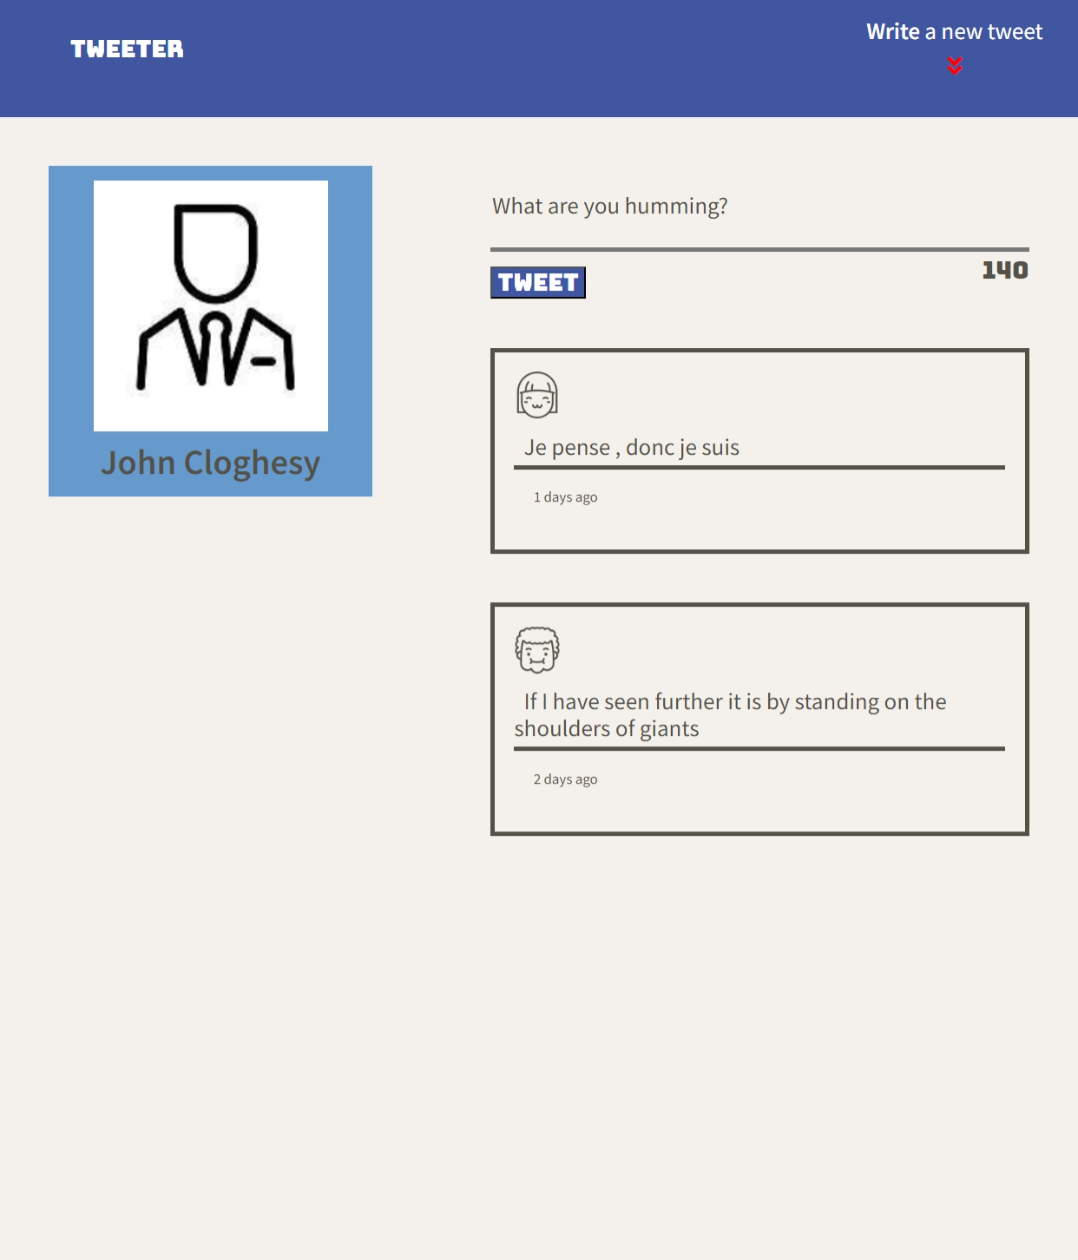 TWEETER
Write a new tweet
John Cloghesy
What are you humming?
TWEET
140
Je pense , donc je suis
1 days ago
If I have seen further it is by standing on the
shoulders of giants
2 days ago